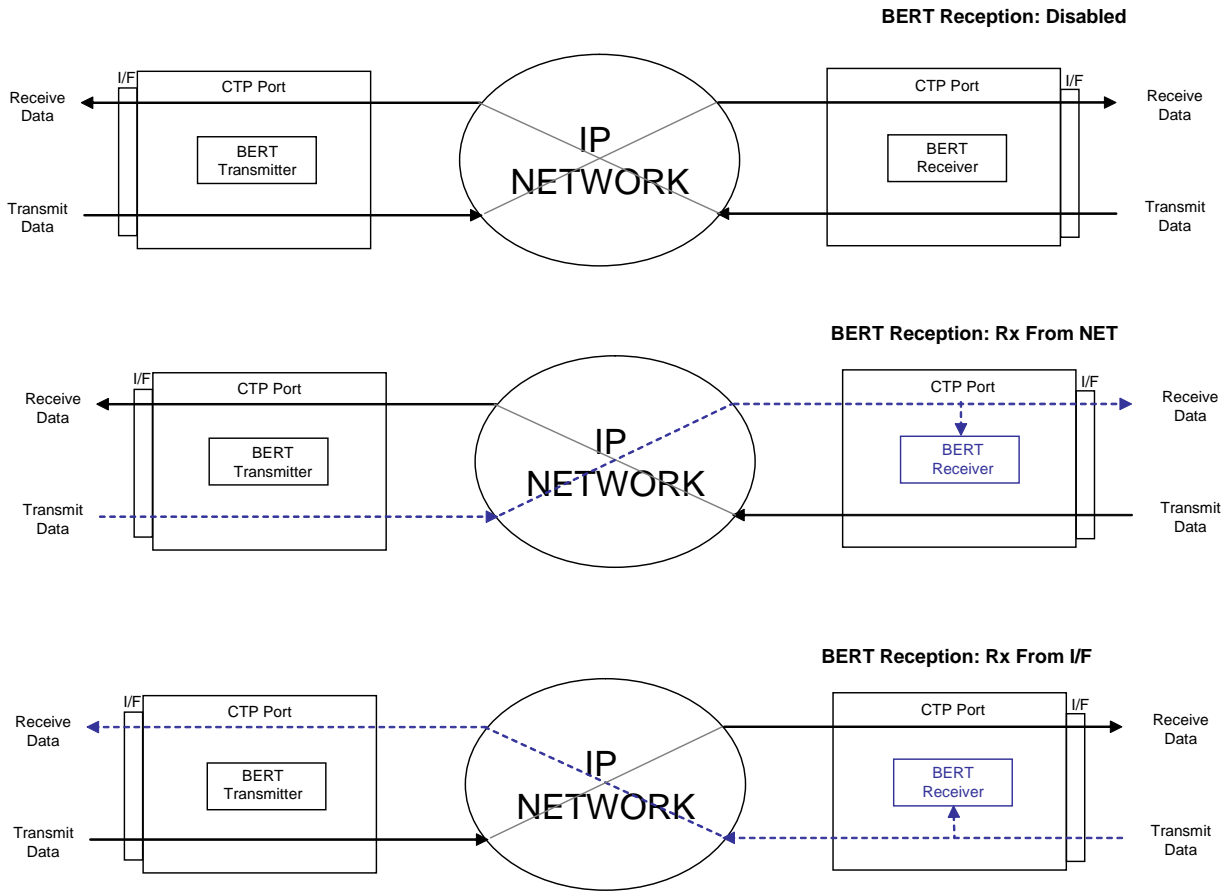 BERT Reception: Disabled
I/F
CTP Port
CTP Port
I/F
Receive
Data
Receive
Data
BERT
Transmitter
IP
NETWORK
BERT
Receiver
Transmit
Data
Transmit
Data
BERT Reception: Rx From NET
I/F
CTP Port
CTP Port
I/F
Receive
Data
Receive
Data
BERT
Transmitter
IP
NETWORK
BERT
Receiver
Transmit
Data
Transmit
Data
BERT Reception: Rx From I/F
I/F
CTP Port
CTP Port
I/F
Receive
Data
Receive
Data
BERT
Transmitter
IP
NETWORK
BERT
Receiver
Transmit
Data
Transmit
Data